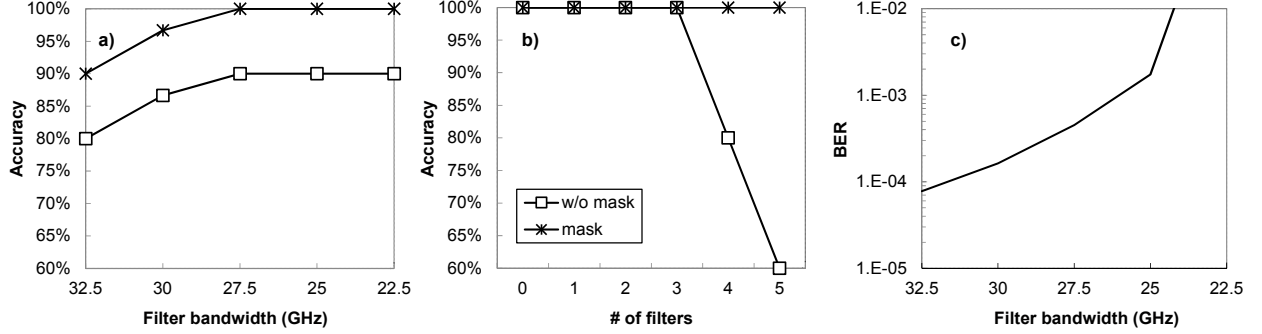 a)
100%
95%
90%
85%
80%
75%
70%
65%
60%
Accuracy
32.5 30 27.5 25 22.5
Filter bandwidth (GHz)
b)
100%
95%
90%
85%
80%
75%
70%
65%
60%
Accuracy
w/o mask
mask
0 1 2 3 4 5
# of filters
c)
1.E-02
1.E-03
1.E-04
1.E-05
BER
32.5 30 27.5 25 22.5
Filter bandwidth (GHz)